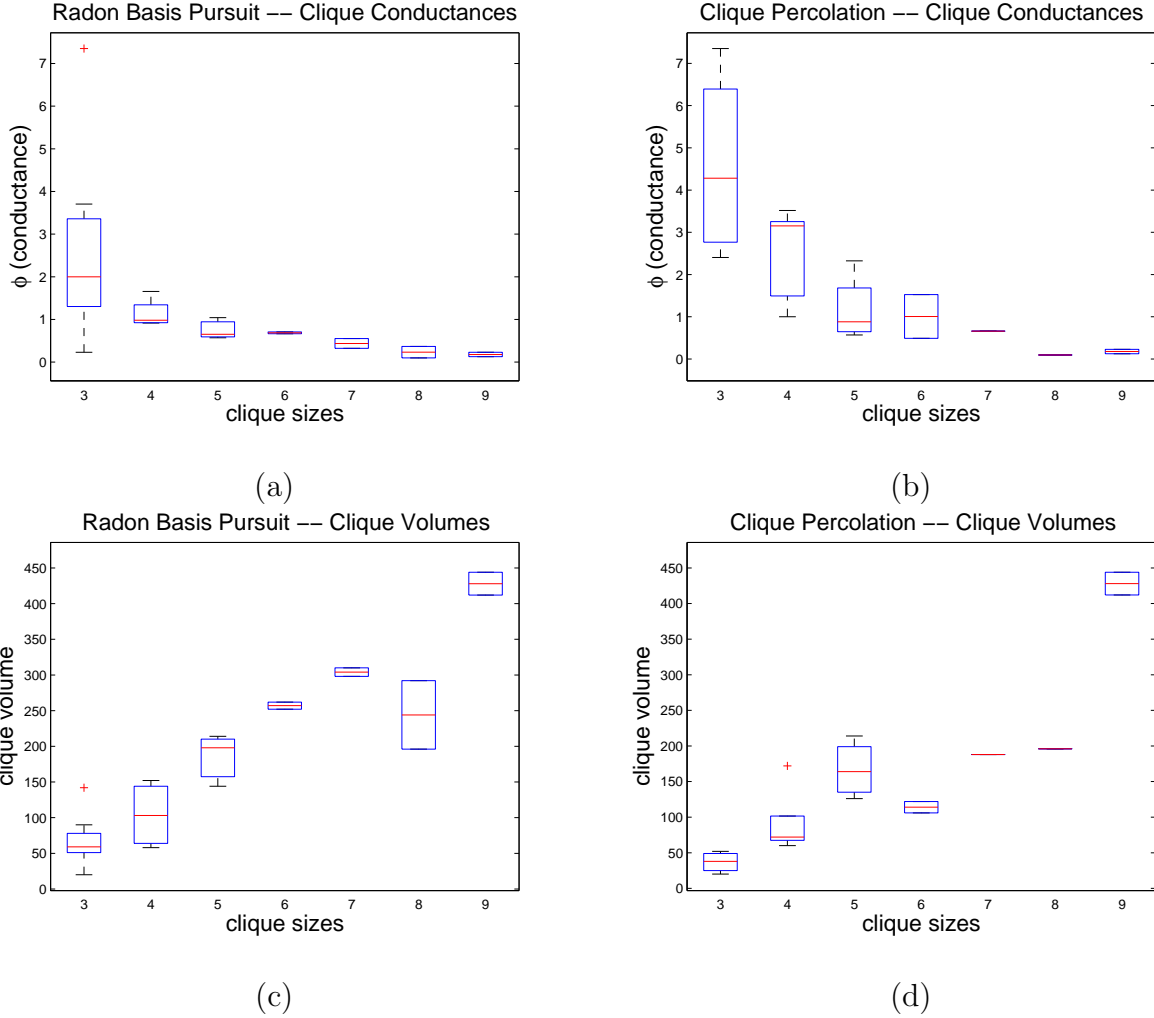 Radon Basis Pursuit −− Clique Conductances
7
6
5
4
3
2
1
0
ϕ (conductance)
3 4 5 6 7 8 9
clique sizes
(a)
Clique Percolation −− Clique Conductances
7
6
5
4
3
2
1
0
ϕ (conductance)
3 4 5 6 7 8 9
clique sizes
(b)
Radon Basis Pursuit −− Clique Volumes
450
400
350
300
250
200
150
100
50
0
clique volume
3 4 5 6 7 8 9
clique sizes
(c)
Clique Percolation −− Clique Volumes
450
400
350
300
250
200
150
100
50
0
clique volume
3 4 5 6 7 8 9
clique sizes
(d)